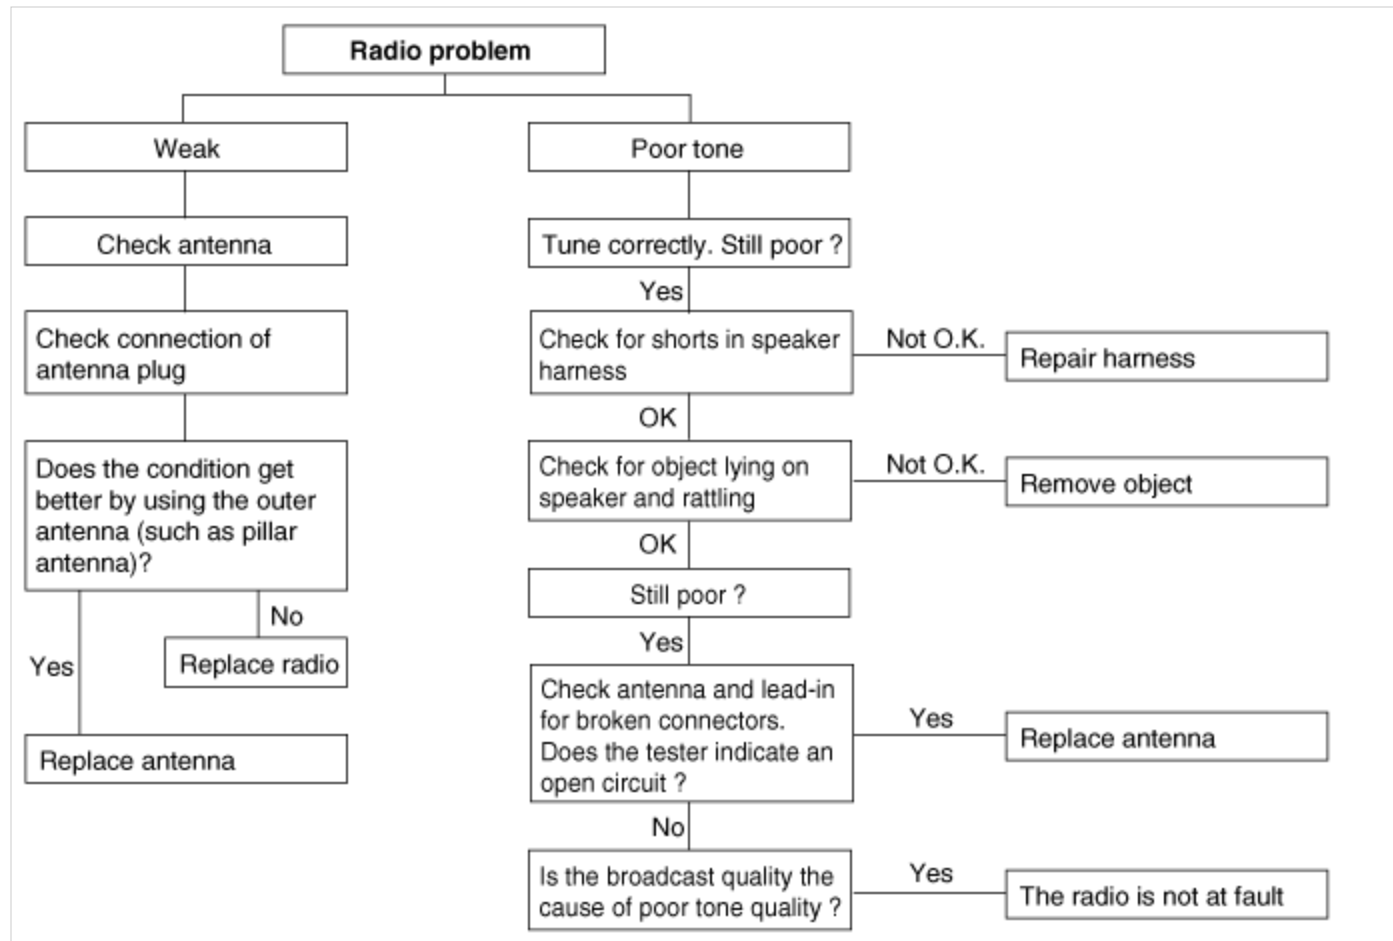 Radio problem
Weak
Check antenna
Check connection of
antenna plug
Does the condition get
better by using the outer
antenna (such as pillar
antenna)?
No
Replace radio
Yes
Replace antenna
Poor tone
Tune correctly. Still poor ?
Yes
Check for shorts in speaker
harness
Not O.K.
Repair harness
OK
Check for object lying on
speaker and rattling
Not O.K.
Remove object
OK
Still poor ?
Yes
Check antenna and lead-in
for broken connectors.
Does the tester indicate an
open circuit ?
Yes
Replace antenna
No
Is the broadcast quality the
cause of poor tone quality ?
Yes
The radio is not at fault